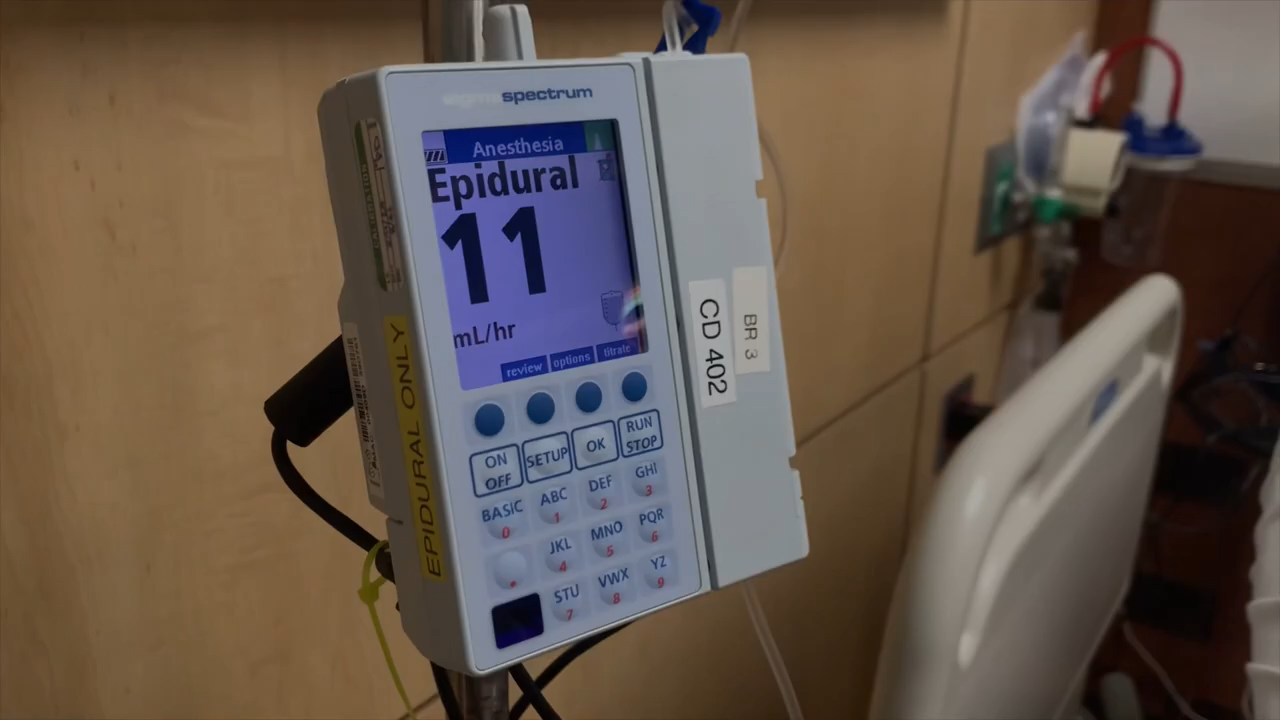 sigma spectrum
Anesthesia
Epidural
11
mL/hr
review options titrate
ON OFF
SETUP
OK
RUN STOP
BASIC 0
ABC 1
DEF 2
GHI 3
JKL 4
MNO 5
PQR 6
STU 7
VWX 8
YZ 9
EPIDURAL ONLY
CALIBRATION
CD 402
BR 3